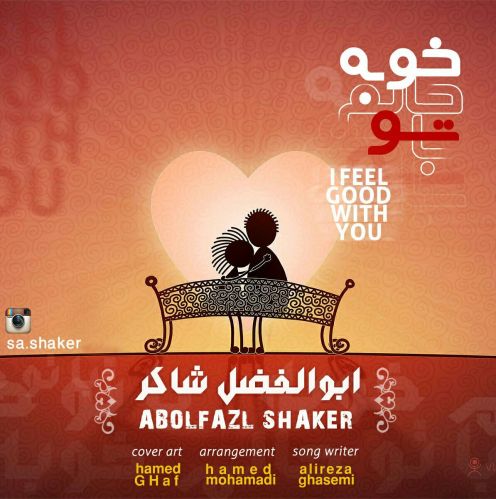 خوبه
حالم
با
تو
I FEEL
GOOD
WITH
YOU
sa.shaker
ابوالفضل شاکر
ABOLFAZL SHAKER
cover art arrangement song writer
hamed hamed alireza
GHaf mohamadi ghasemi